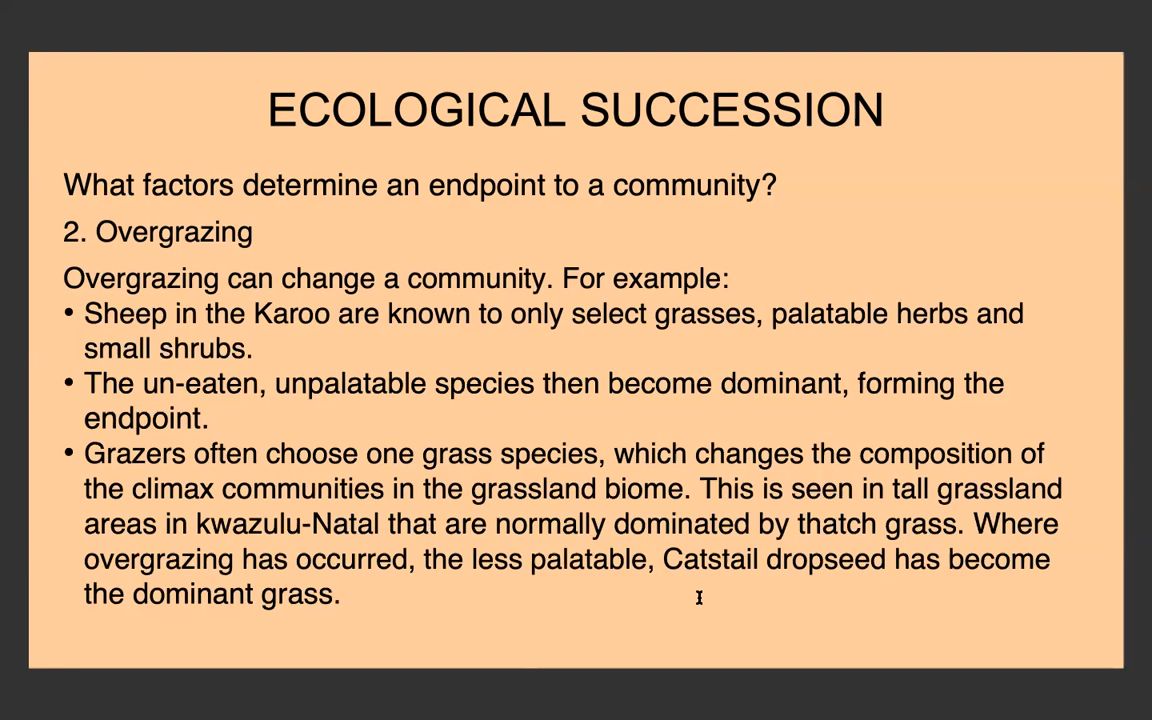 ECOLOGICAL SUCCESSION
What factors determine an endpoint to a community?
2. Overgrazing
Overgrazing can change a community. For example:
• Sheep in the Karoo are known to only select grasses, palatable herbs and
small shrubs.
• The un-eaten, unpalatable species then become dominant, forming the
endpoint.
• Grazers often choose one grass species, which changes the composition of
the climax communities in the grassland biome. This is seen in tall grassland
areas in kwazulu-Natal that are normally dominated by thatch grass. Where
overgrazing has occurred, the less palatable, Catstail dropseed has become
the dominant grass.